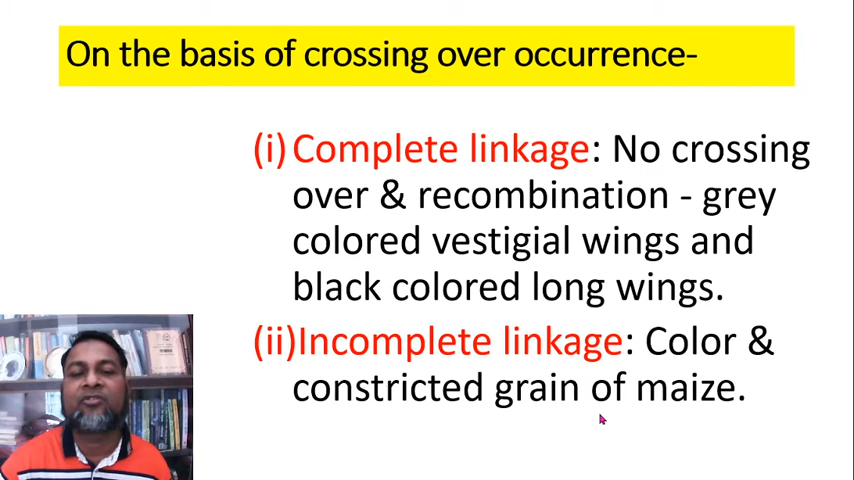 On the basis of crossing over occurrence-
(i) Complete linkage: No crossing
over & recombination - grey
colored vestigial wings and
black colored long wings.
(ii)Incomplete linkage: Color &
constricted grain of maize.